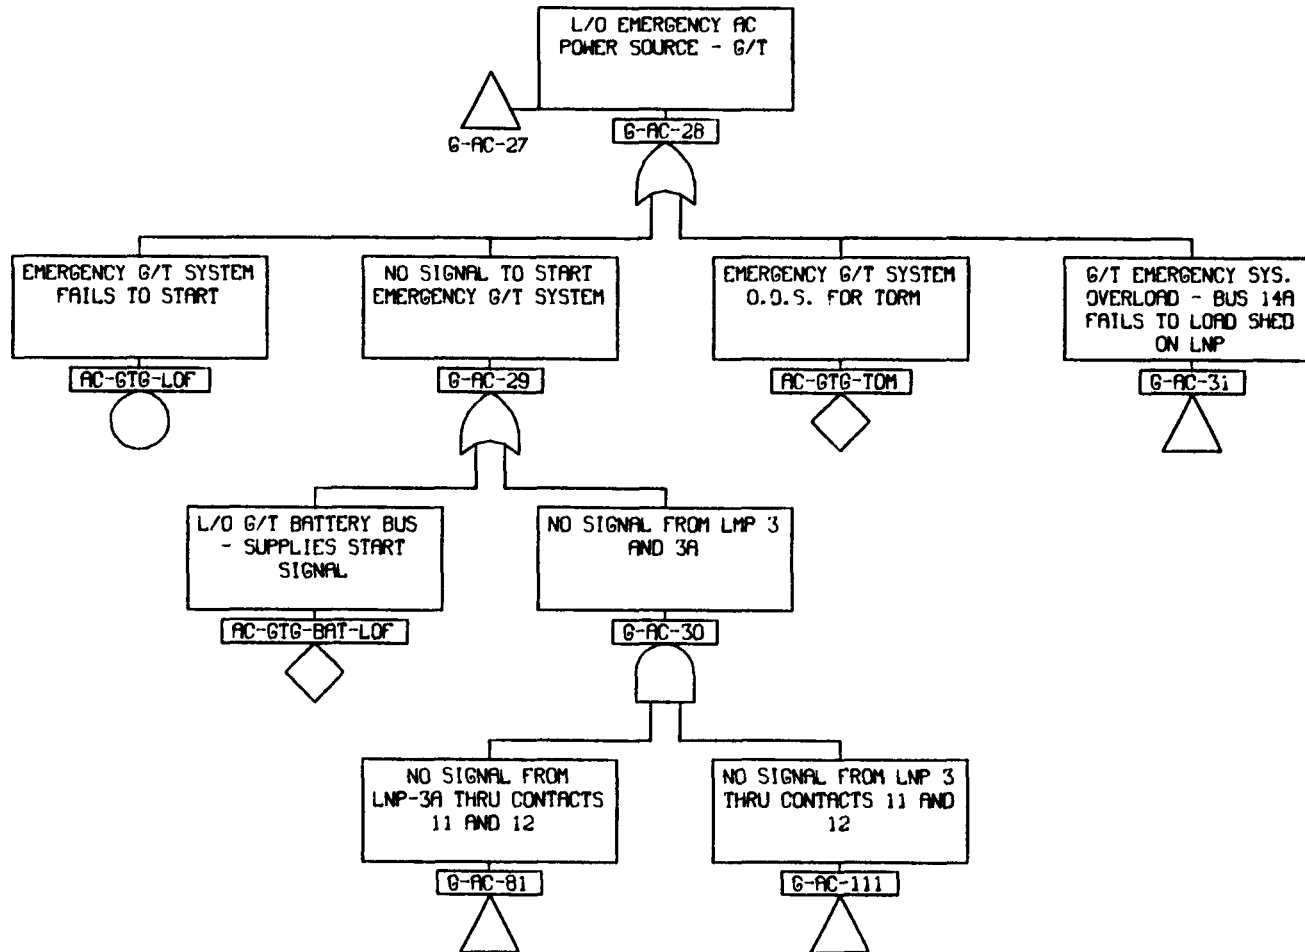 L/O EMERGENCY AC
POWER SOURCE - G/T
G-AC-27
G-AC-28
EMERGENCY G/T SYSTEM
FAILS TO START
AC-GTG-LOF
NO SIGNAL TO START
EMERGENCY G/T SYSTEM
G-AC-29
EMERGENCY G/T SYSTEM
O.O.S. FOR TORM
AC-GTG-TOM
G/T EMERGENCY SYS.
OVERLOAD - BUS 14A
FAILS TO LOAD SHED
ON LNP
G-AC-31
L/O G/T BATTERY BUS
- SUPPLIES START
SIGNAL
AC-GTG-BAT-LOF
NO SIGNAL FROM LMP 3
AND 3A
G-AC-30
NO SIGNAL FROM
LNP-3A THRU CONTACTS
11 AND 12
G-AC-81
NO SIGNAL FROM LNP 3
THRU CONTACTS 11 AND
12
G-AC-111